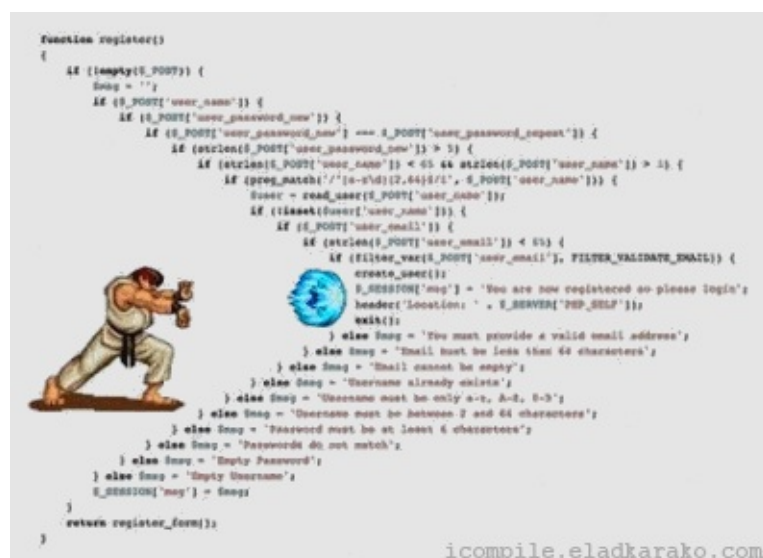 function register()
{
if (!empty($_POST)) {
$msg = '';
if ($_POST['user_name']) {
if ($_POST['user_password_new']) {
if ($_POST['user_password_new'] === $_POST['user_password_repeat']) {
if (strlen($_POST['user_password_new']) > 5) {
if (strlen($_POST['user_name']) < 65 && strlen($_POST['user_name']) > 1) {
if (preg_match('/^[a-z\d]{2,64}$/i', $_POST['user_name'])) {
$user = read_user($_POST['user_name']);
if (!isset($user['user_name'])) {
if ($_POST['user_email']) {
if (strlen($_POST['user_email']) < 65) {
if (filter_var($_POST['user_email'], FILTER_VALIDATE_EMAIL)) {
create_user();
$_SESSION['msg'] = 'You are now registered so please login';
header('Location: ' . $_SERVER['PHP_SELF']);
exit();
} else $msg = 'You must provide a valid email address';
} else $msg = 'Email must be less than 64 characters';
} else $msg = 'Email cannot be empty';
} else $msg = 'Username already exists';
} else $msg = 'Username must be only a-z, A-Z, 0-9';
} else $msg = 'Username must be between 2 and 64 characters';
} else $msg = 'Password must be at least 6 characters';
} else $msg = 'Passwords do not match';
} else $msg = 'Empty Password';
} else $msg = 'Empty Username';
$_SESSION['msg'] = $msg;
}
return register_form();
}
icompile.eladkarako.com